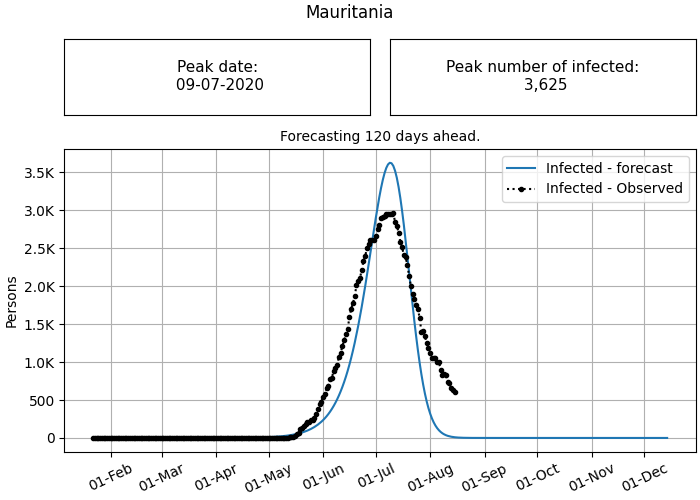 Mauritania
Peak date:
09-07-2020
Peak number of infected:
3,625
Forecasting 120 days ahead.
Infected - forecast
Infected - Observed
Persons
3.5K
3.0K
2.5K
2.0K
1.5K
1.0K
500
0
01-Feb
01-Mar
01-Apr
01-May
01-Jun
01-Jul
01-Aug
01-Sep
01-Oct
01-Nov
01-Dec